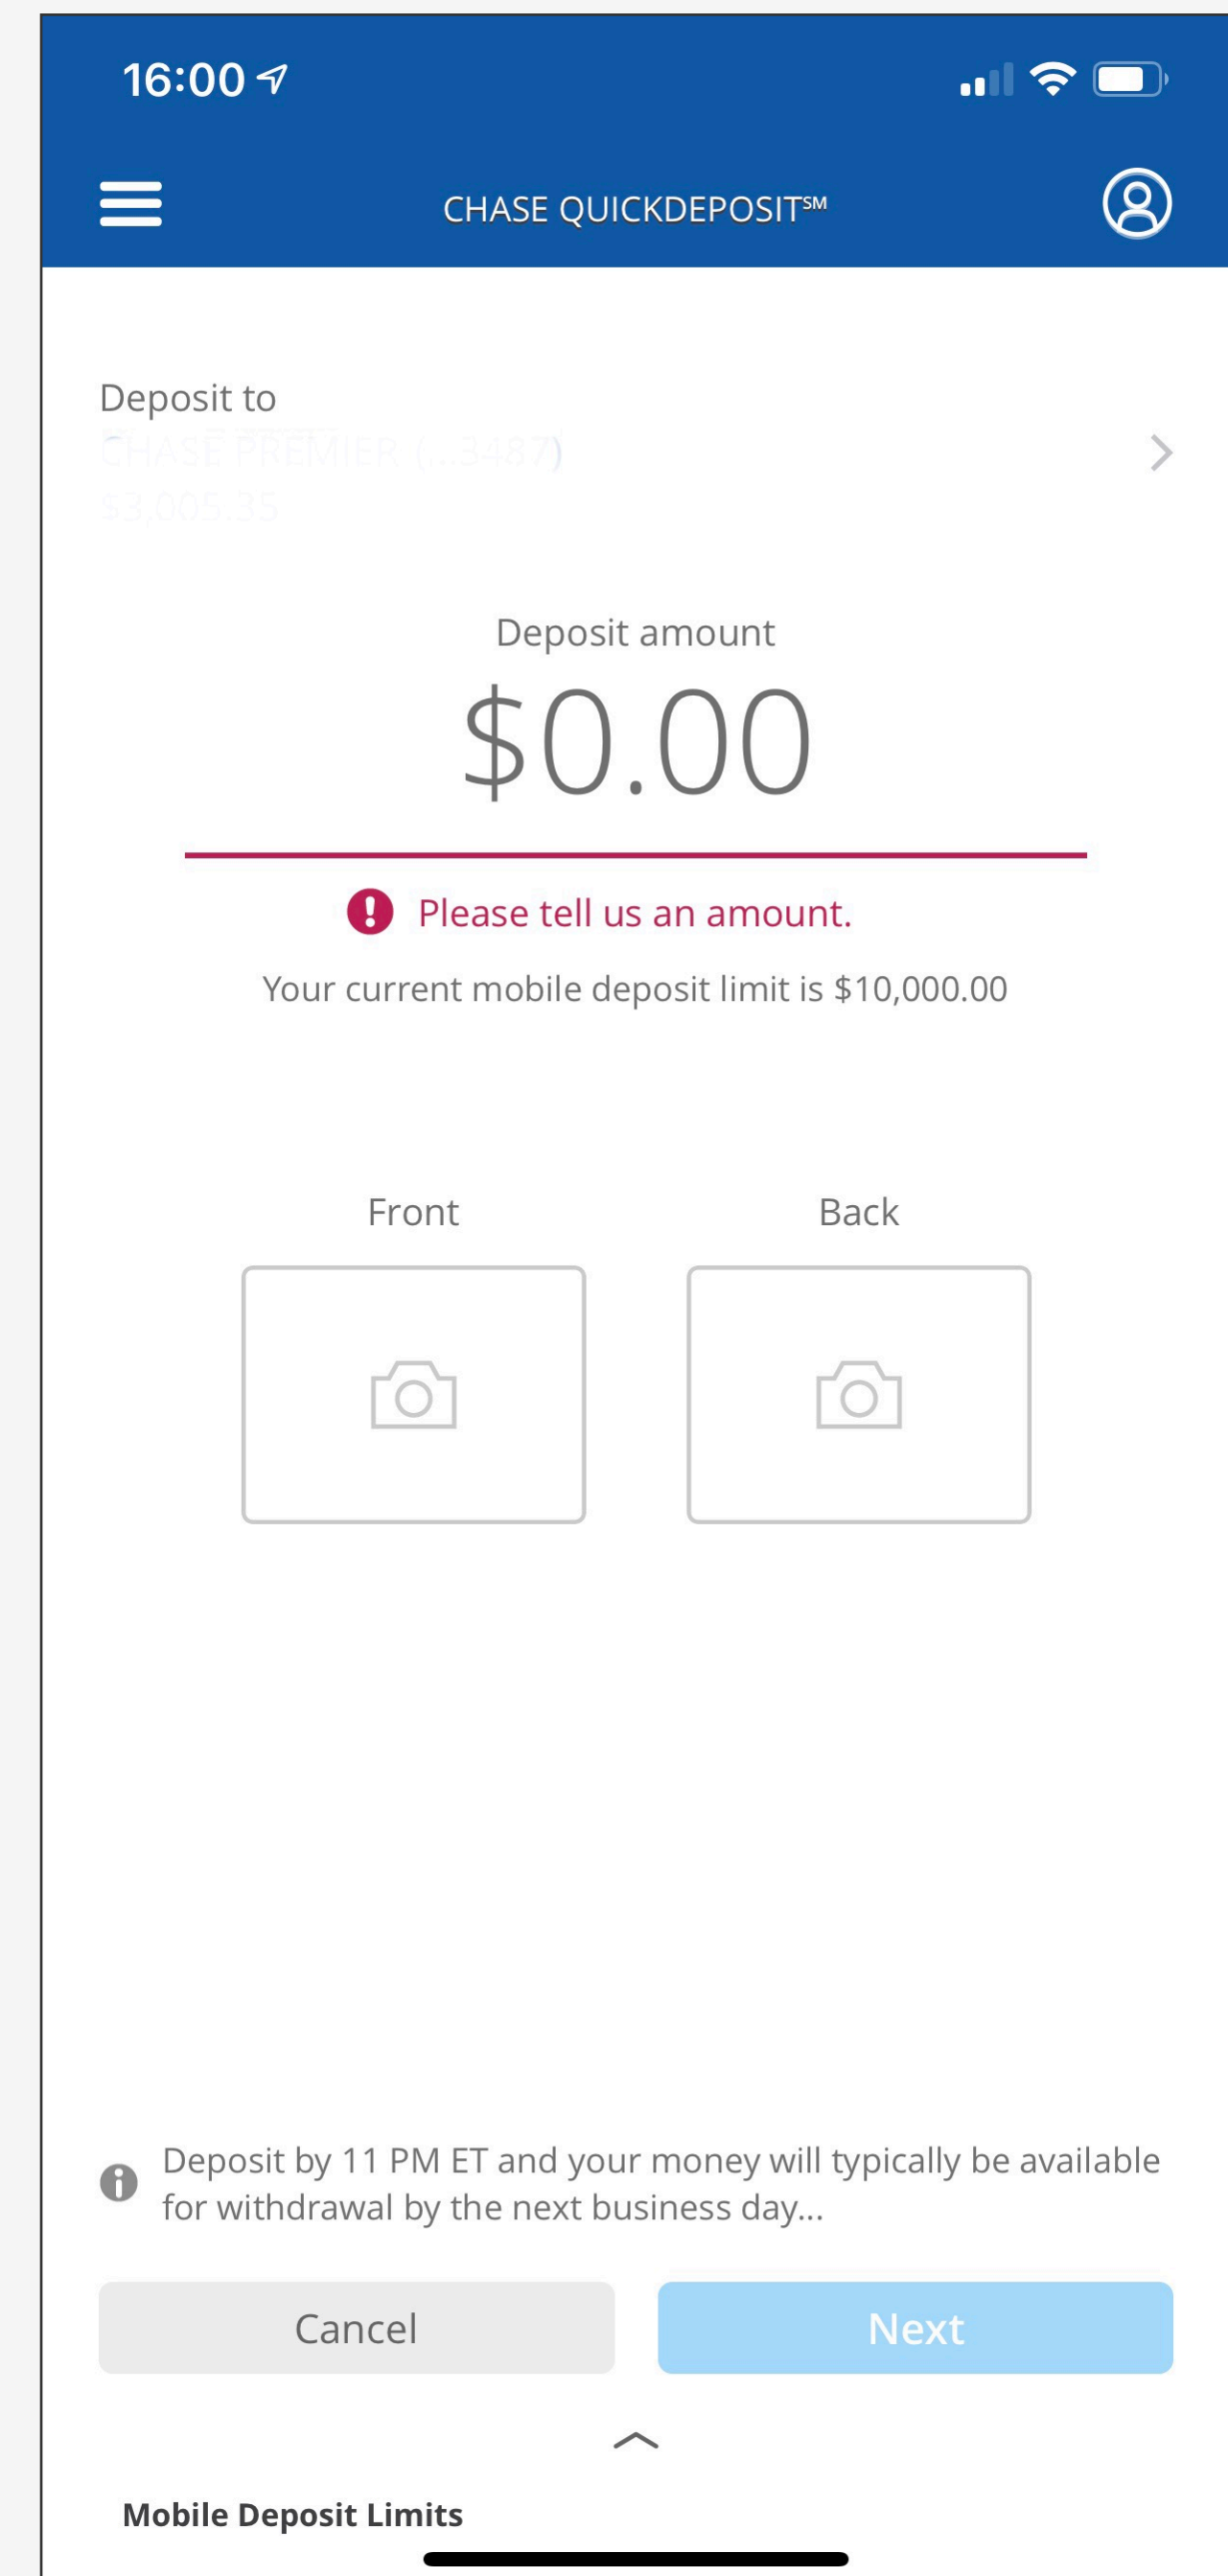 16:00
CHASE QUICKDEPOSIT℠
Deposit to
CHASE PREMIER (...3487)
$3,005.35
Deposit amount
$0.00
Please tell us an amount.
Your current mobile deposit limit is $10,000.00
Front Back
Deposit by 11 PM ET and your money will typically be available
for withdrawal by the next business day...
Cancel Next
Mobile Deposit Limits